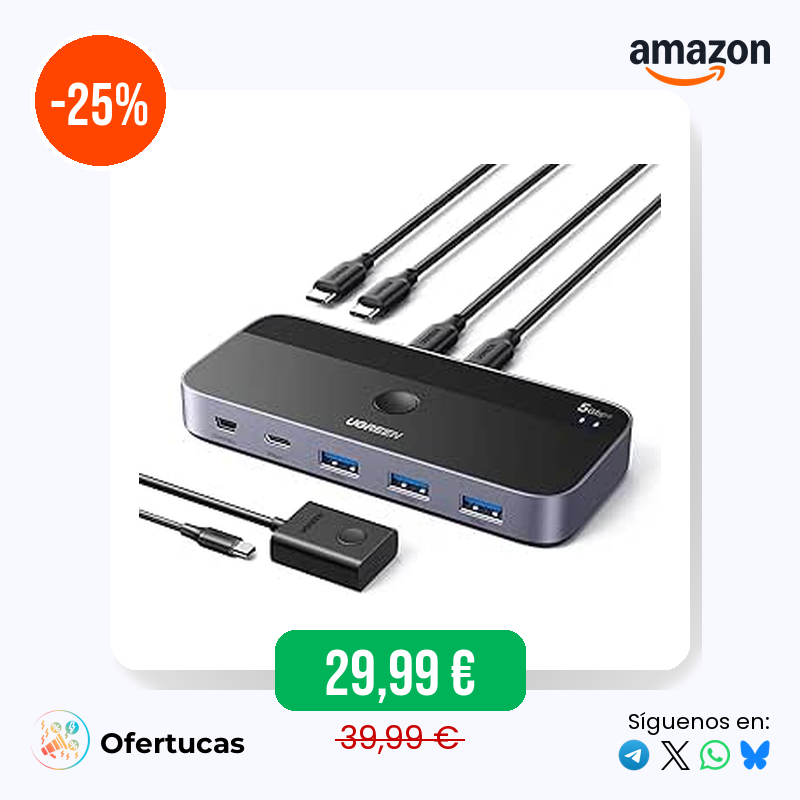 -25%
amazon
5Gbps
UGREEN
29,99 €
39,99 €
Ofertucas
Síguenos en: